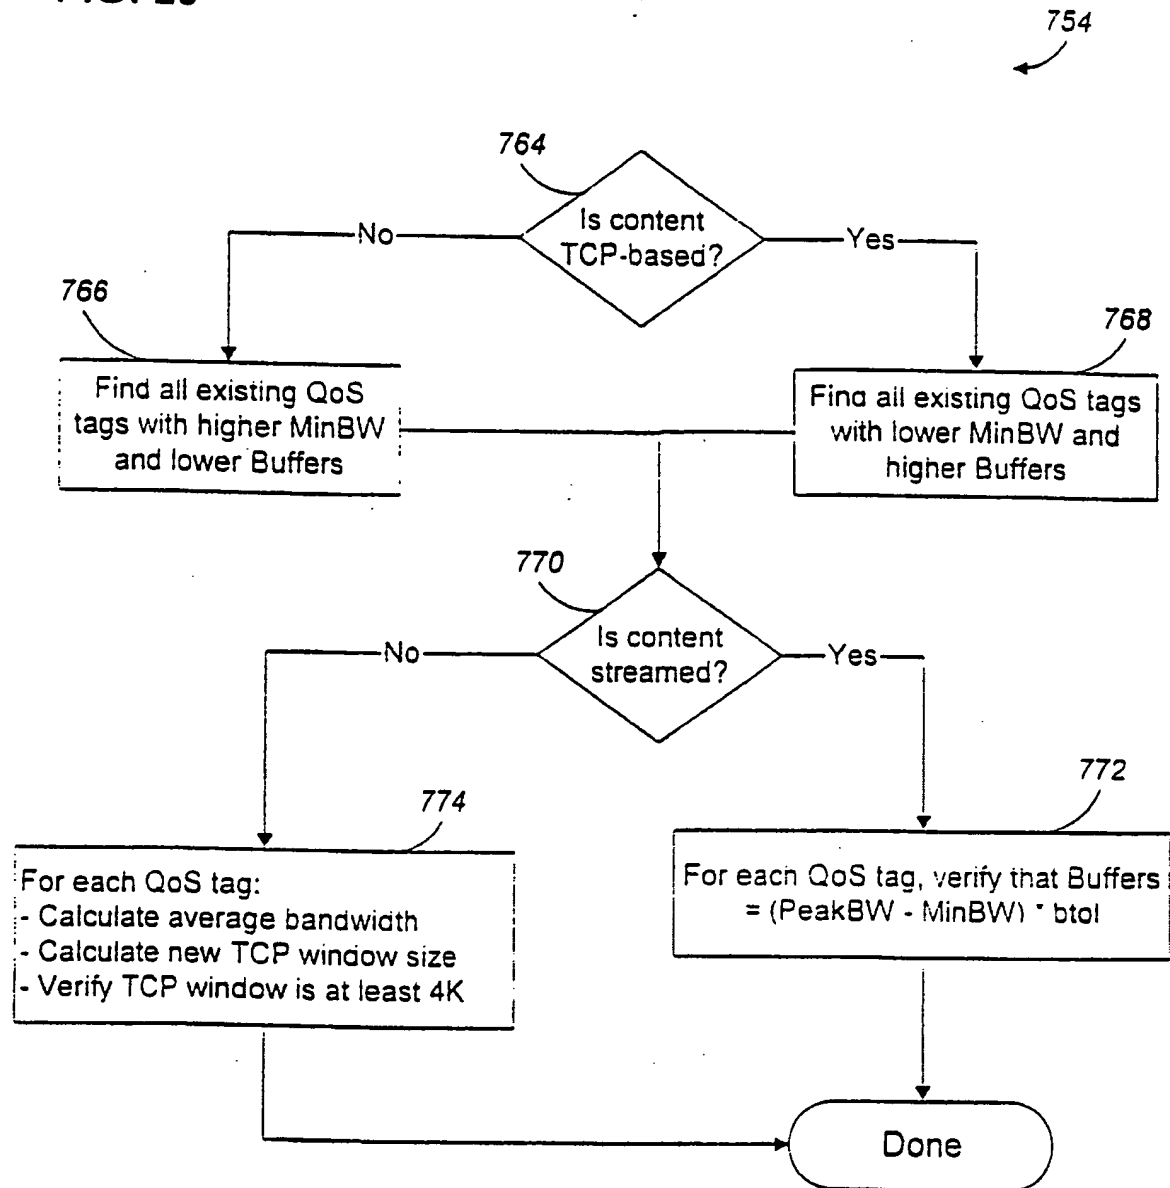 754
764
Is content
TCP-based?
No
Yes
766
768
Find all existing QoS
tags with higher MinBW
and lower Buffers
Find all existing QoS tags
with lower MinBW and
higher Buffers
770
Is content
streamed?
No
Yes
774
772
For each QoS tag:
- Calculate average bandwidth
- Calculate new TCP window size
- Verify TCP window is at least 4K
For each QoS tag, verify that Buffers
= (PeakBW - MinBW) * btol
Done